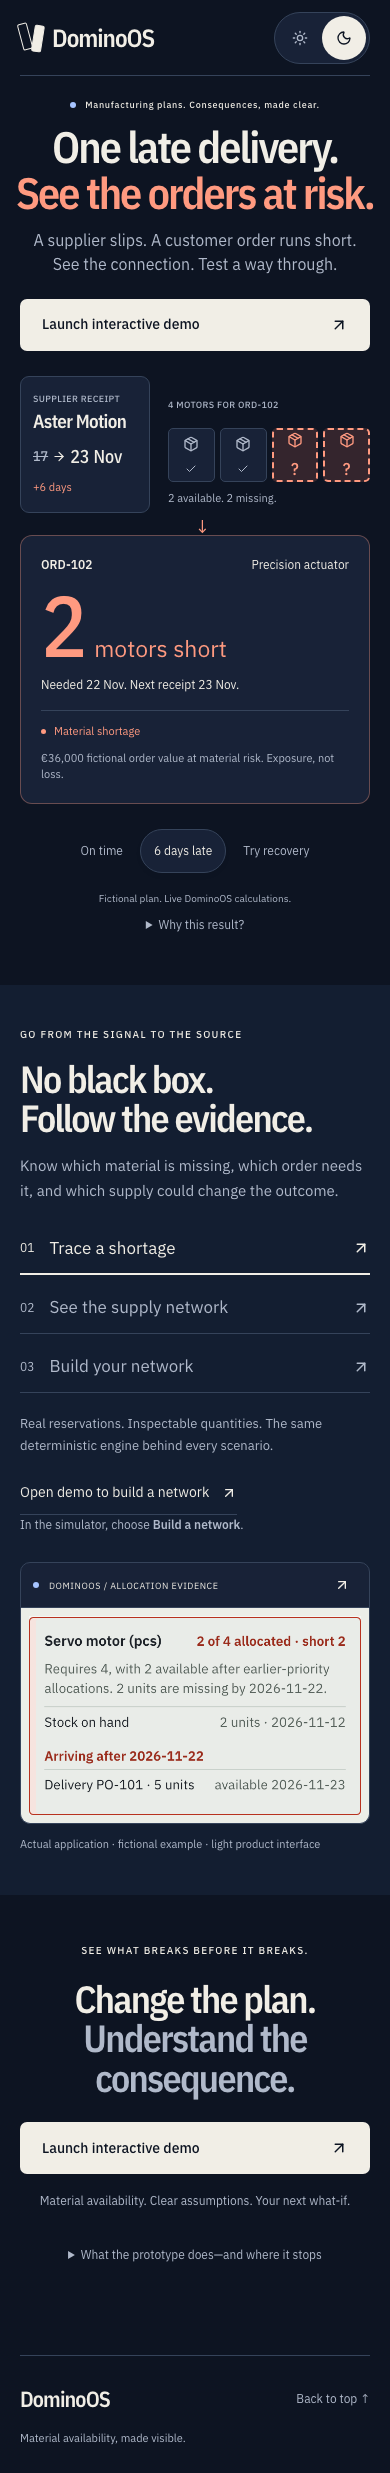 DominoOS
Manufacturing plans. Consequences, made clear.
One late delivery.
See the orders at risk.
A supplier slips. A customer order runs short.
See the connection. Test a way through.
Launch interactive demo
SUPPLIER RECEIPT
Aster Motion
17 → 23 Nov
+6 days
4 MOTORS FOR ORD-102
? ?
2 available. 2 missing.
↓
ORD-102 Precision actuator
2 motors short
Needed 22 Nov. Next receipt 23 Nov.
Material shortage
€36,000 fictional order value at material risk. Exposure, not
loss.
On time 6 days late Try recovery
Fictional plan. Live DominoOS calculations.
▶ Why this result?
GO FROM THE SIGNAL TO THE SOURCE
No black box.
Follow the evidence.
Know which material is missing, which order needs
it, and which supply could change the outcome.
01 Trace a shortage
02 See the supply network
03 Build your network
Real reservations. Inspectable quantities. The same
deterministic engine behind every scenario.
Open demo to build a network
In the simulator, choose Build a network.
DOMINOOS / ALLOCATION EVIDENCE
Servo motor (pcs) 2 of 4 allocated · short 2
Requires 4, with 2 available after earlier-priority
allocations. 2 units are missing by 2026-11-22.
Stock on hand 2 units · 2026-11-12
Arriving after 2026-11-22
Delivery PO-101 · 5 units available 2026-11-23
Actual application · fictional example · light product interface
SEE WHAT BREAKS BEFORE IT BREAKS.
Change the plan.
Understand the
consequence.
Launch interactive demo
Material availability. Clear assumptions. Your next what-if.
▶ What the prototype does—and where it stops
DominoOS Back to top ↑
Material availability, made visible.